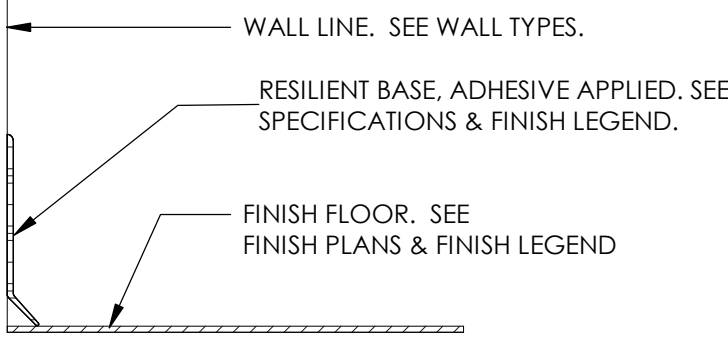 WALL LINE. SEE WALL TYPES.
RESILIENT BASE, ADHESIVE APPLIED. SEE
SPECIFICATIONS & FINISH LEGEND.
FINISH FLOOR. SEE
FINISH PLANS & FINISH LEGEND